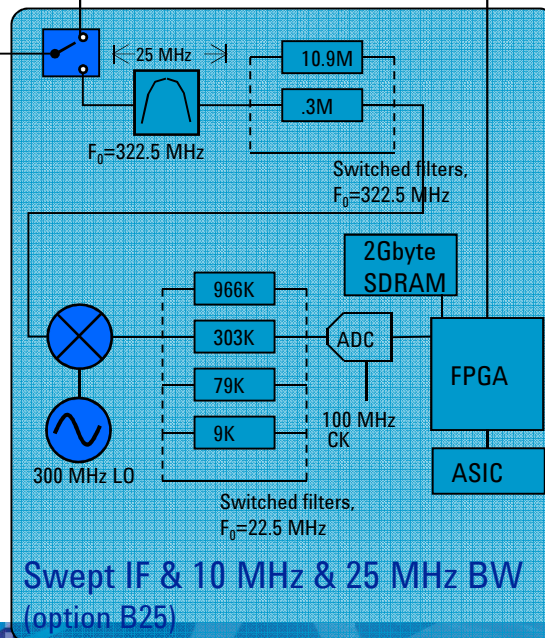 25 MHz
10.9M
.3M
F0=322.5 MHz
Switched filters,
F0=322.5 MHz
2Gbyte
SDRAM
966K
303K
79K
9K
ADC
FPGA
100 MHz
CK
ASIC
300 MHz LO
Switched filters,
F0=22.5 MHz
Swept IF & 10 MHz & 25 MHz BW
(option B25)